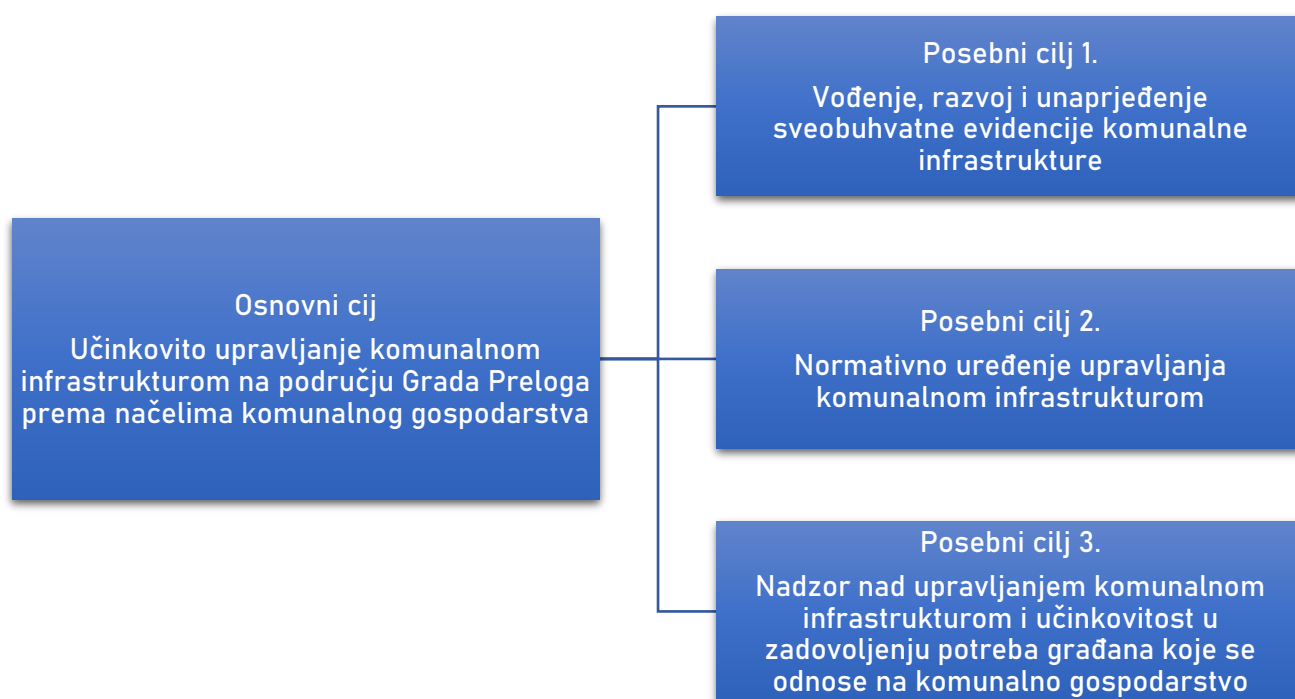 Posebni cilj 1.
Vođenje, razvoj i unaprjeđenje
sveobuhvatne evidencije komunalne
infrastrukture
Osnovni cij
Učinkovito upravljanje komunalnom
infrastrukturom na području Grada Preloga
prema načelima komunalnog gospodarstva
Posebni cilj 2.
Normativno uređenje upravljanja
komunalnom infrastrukturom
Posebni cilj 3.
Nadzor nad upravljanjem komunalnom
infrastrukturom i učinkovitost u
zadovoljenju potreba građana koje se
odnose na komunalno gospodarstvo